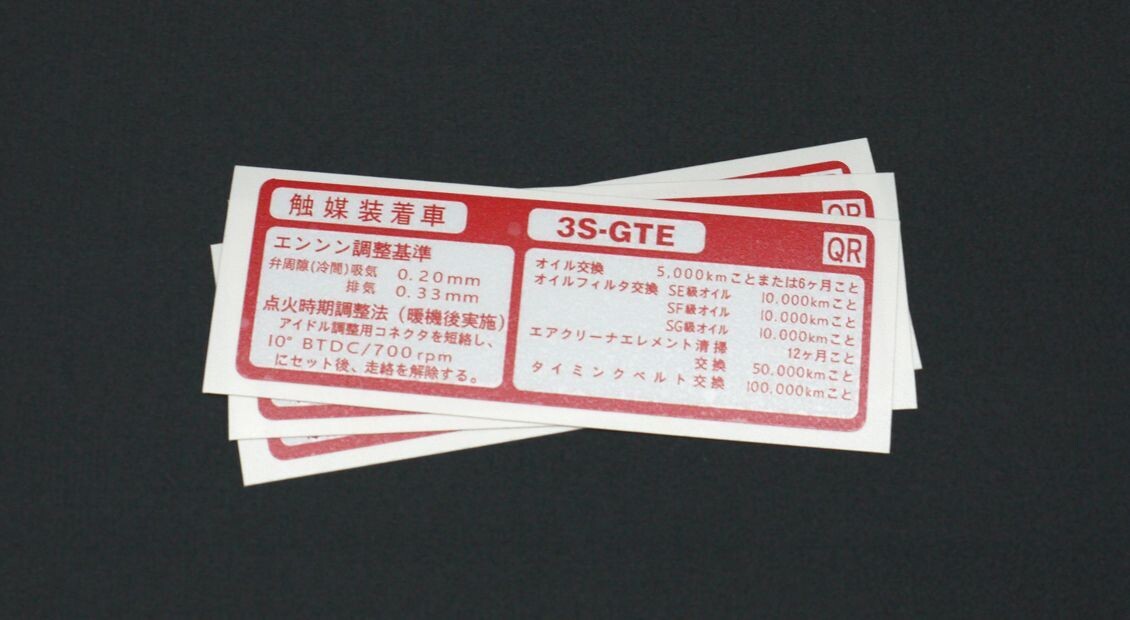 触媒装着車
エンンン調整基準
弁周隙(冷間)吸気 0.20mm
排気 0.33mm
点火時期調整法（暖機後実施）
アイドル調整用コネクタを短絡し、
10° BTDC/700rpm
にセット後、走絡を解除する。
3S-GTE
QR
オイル交換 5,000kmことまたは6ヶ月こと
オイルフィルタ交換 SE級オイル 10.000kmこと
SF級オイル 10.000kmこと
SG級オイル 10.000kmこと
エアクリーナエレメント清掃 12ヶ月こと
交換 50.000kmこと
タイミングベルト交換 100,000kmこと
QR
QR